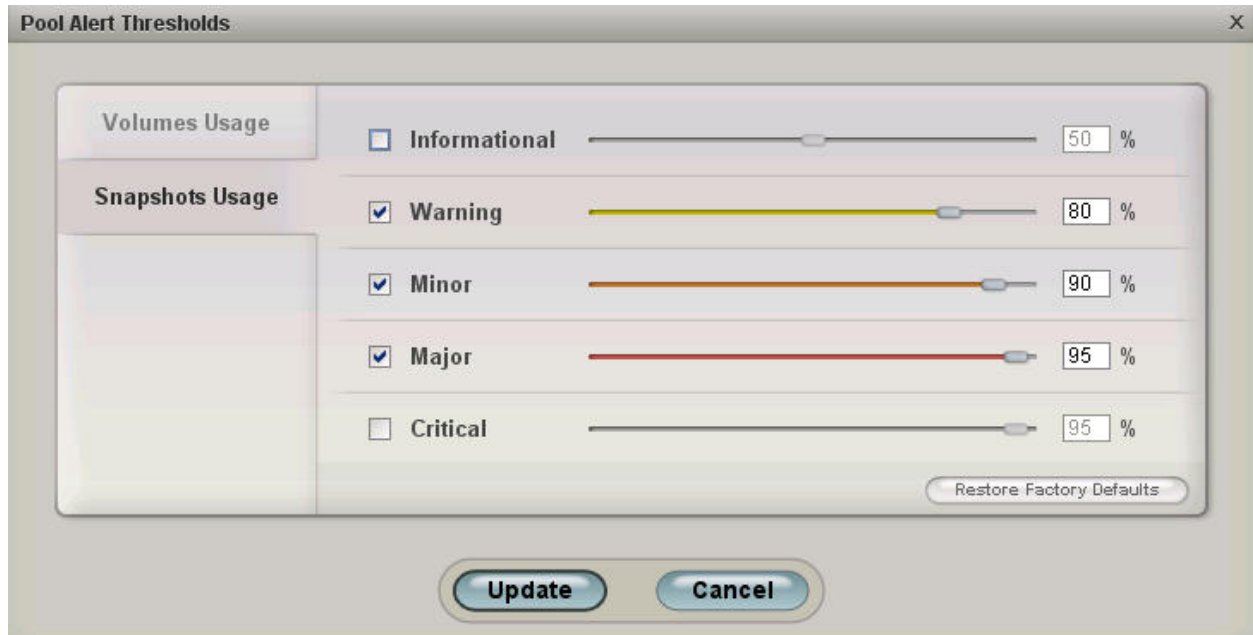 Pool Alert Thresholds X
Volumes Usage
Snapshots Usage
Informational 50 %
Warning 80 %
Minor 90 %
Major 95 %
Critical 95 %
Restore Factory Defaults
Update Cancel